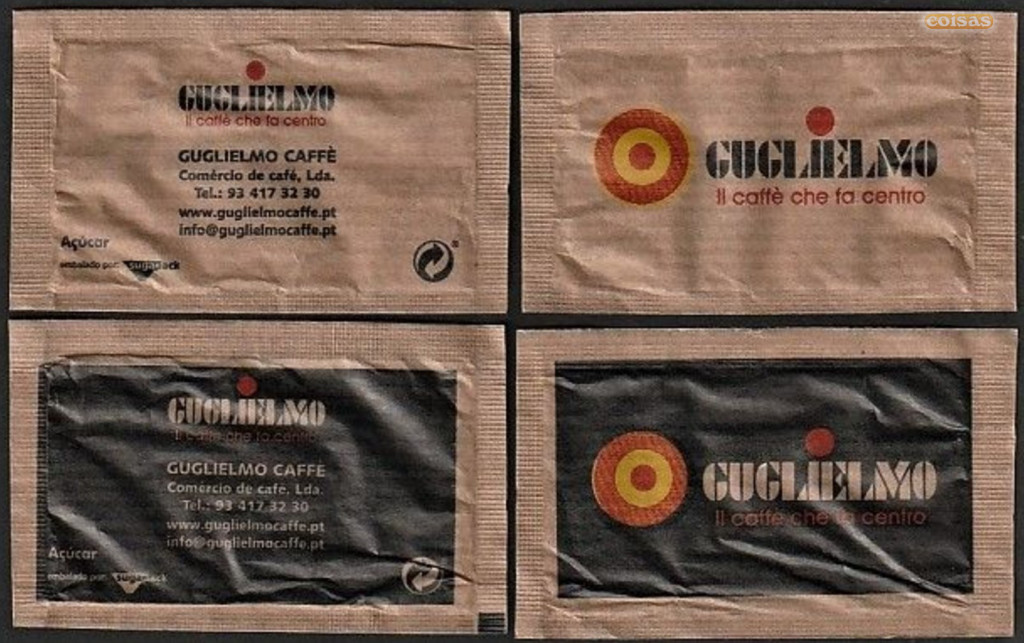 GUGLIELMO
Il caffè che fa centro
GUGLIELMO CAFFÈ
Comércio de café, Lda.
Tel.: 93 417 32 30
www.guglielmocaffe.pt
info@guglielmocaffe.pt
Açúcar
embalado por: sugarpack
coisas
GUGLIELMO
Il caffè che fa centro
GUGLIELMO
Il caffè che fa centro
GUGLIELMO CAFFÈ
Comércio de café, Lda.
Tel.: 93 417 32 30
www.guglielmocaffe.pt
info@guglielmocaffe.pt
Açúcar
embalado por: sugarpack
GUGLIELMO
Il caffè che fa centro